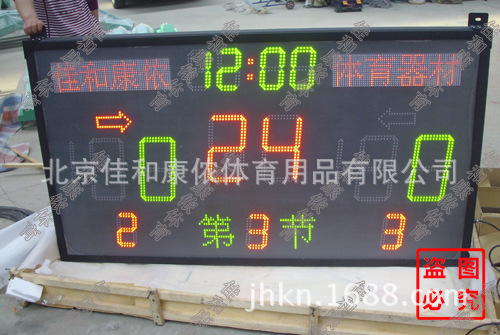 佳和康依 12:00 体育器材
24
0 0
北京佳和康依体育用品有限公司
2 第3节 3
盗图
必究
jhkn.1688.com